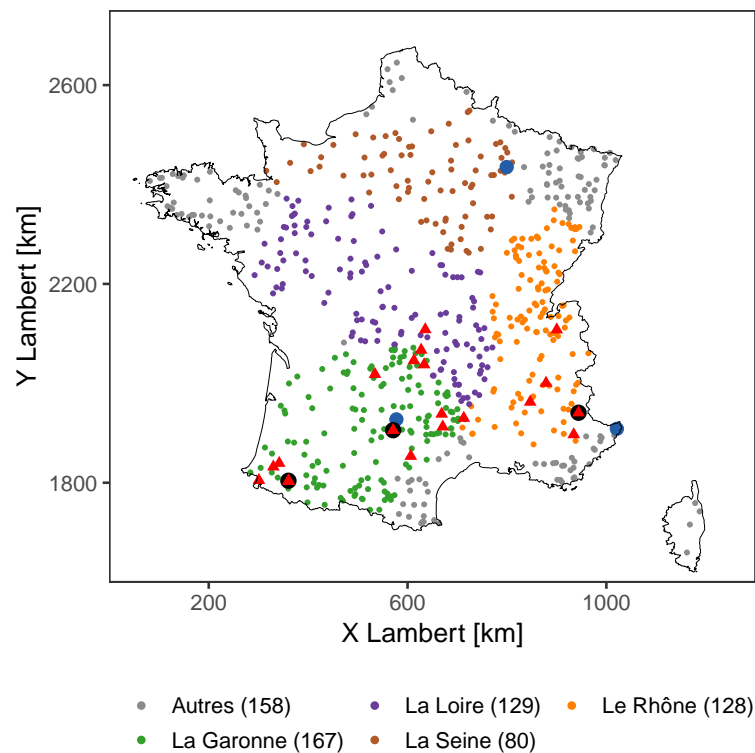 2600
2200
1800
Y Lambert [km]
200 600 1000
X Lambert [km]
Autres (158) La Loire (129) Le Rhône (128)
La Garonne (167) La Seine (80)